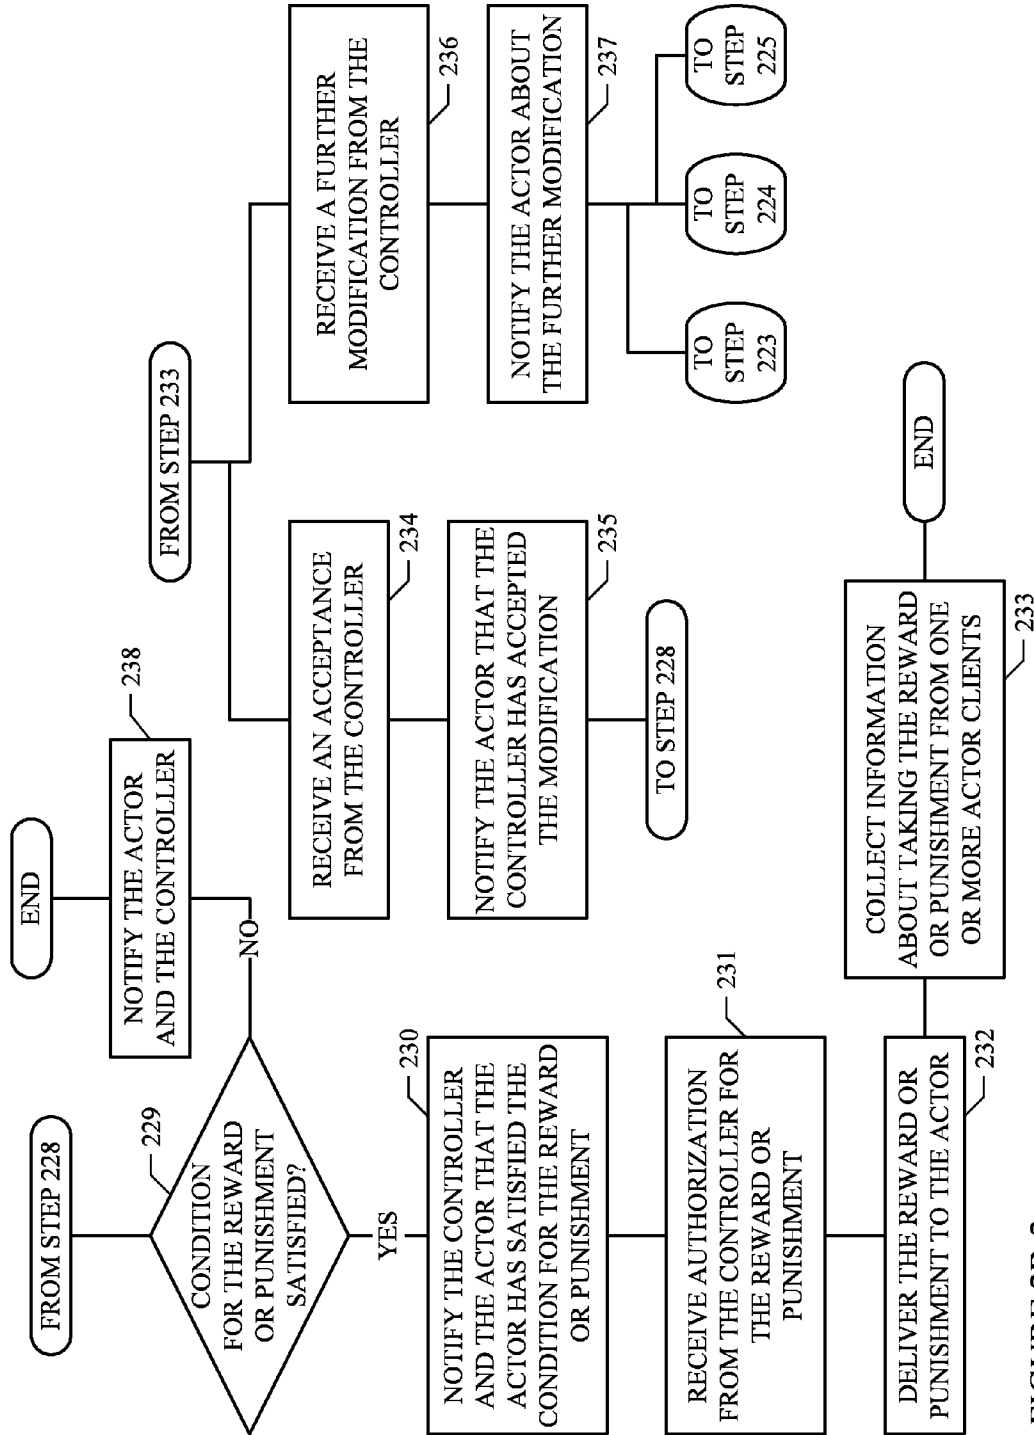 FROM STEP 228
229
CONDITION
FOR THE REWARD
OR PUNISHMENT
SATISFIED?
NO
YES
END
238
NOTIFY THE ACTOR
AND THE CONTROLLER
230
NOTIFY THE CONTROLLER
AND THE ACTOR THAT THE
ACTOR HAS SATISFIED THE
CONDITION FOR THE REWARD
OR PUNISHMENT
231
RECEIVE AUTHORIZATION
FROM THE CONTROLLER FOR
THE REWARD OR
PUNISHMENT
DELIVER THE REWARD OR
PUNISHMENT TO THE ACTOR
232
COLLECT INFORMATION
ABOUT TAKING THE REWARD
OR PUNISHMENT FROM ONE
OR MORE ACTOR CLIENTS
233
END
FROM STEP 233
RECEIVE AN ACCEPTANCE
FROM THE CONTROLLER
234
NOTIFY THE ACTOR THAT THE
CONTROLLER HAS ACCEPTED
THE MODIFICATION
235
TO STEP 228
RECEIVE A FURTHER
MODIFICATION FROM THE
CONTROLLER
236
NOTIFY THE ACTOR ABOUT
THE FURTHER MODIFICATION
237
TO
STEP
223
TO
STEP
224
TO
STEP
225
FIGURE